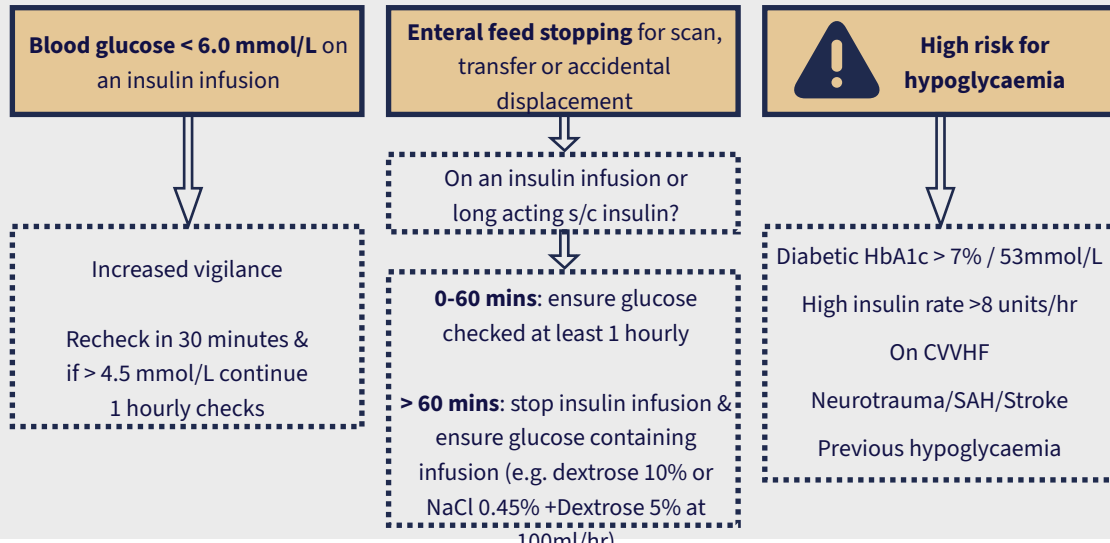 Blood glucose < 6.0 mmol/L on
an insulin infusion
Increased vigilance
Recheck in 30 minutes &
if > 4.5 mmol/L continue
1 hourly checks
Enteral feed stopping for scan,
transfer or accidental
displacement
On an insulin infusion or
long acting s/c insulin?
0-60 mins: ensure glucose
checked at least 1 hourly
> 60 mins: stop insulin infusion &
ensure glucose containing
infusion (e.g. dextrose 10% or
NaCl 0.45% +Dextrose 5% at
100ml/hr)
High risk for
hypoglycaemia
Diabetic HbA1c > 7% / 53mmol/L
High insulin rate >8 units/hr
On CVVHF
Neurotrauma/SAH/Stroke
Previous hypoglycaemia